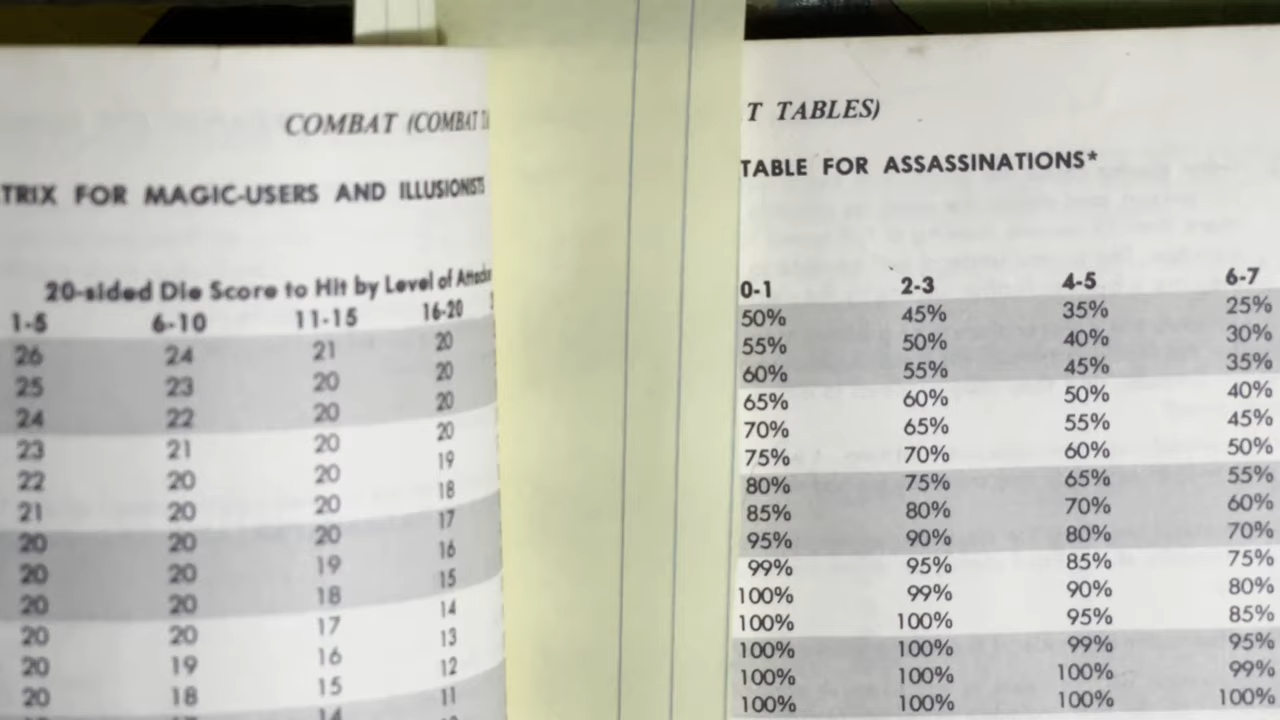 COMBAT (COMBAT
TRIX FOR MAGIC-USERS AND ILLUSIONISTS
20-sided Die Score to Hit by Level of
1-5 6-10 11-15 16-20
26 24 21 20
25 23 20 20
24 22 20 20
23 21 20 20
22 20 20 19
21 20 20 18
20 20 20 17
20 20 19 16
20 20 18 15
20 20 17 14
20 19 16 13
20 18 15 12
14 11
T TABLES)
TABLE FOR ASSASSINATIONS*
0-1 2-3 4-5 6-7
50% 45% 35% 25%
55% 50% 40% 30%
60% 55% 45% 35%
65% 60% 50% 40%
70% 65% 55% 45%
75% 70% 60% 50%
80% 75% 65% 55%
85% 80% 70% 60%
95% 90% 80% 70%
99% 95% 85% 75%
100% 99% 90% 80%
100% 100% 95% 85%
100% 100% 99% 95%
100% 100% 100% 99%
100% 100% 100% 100%